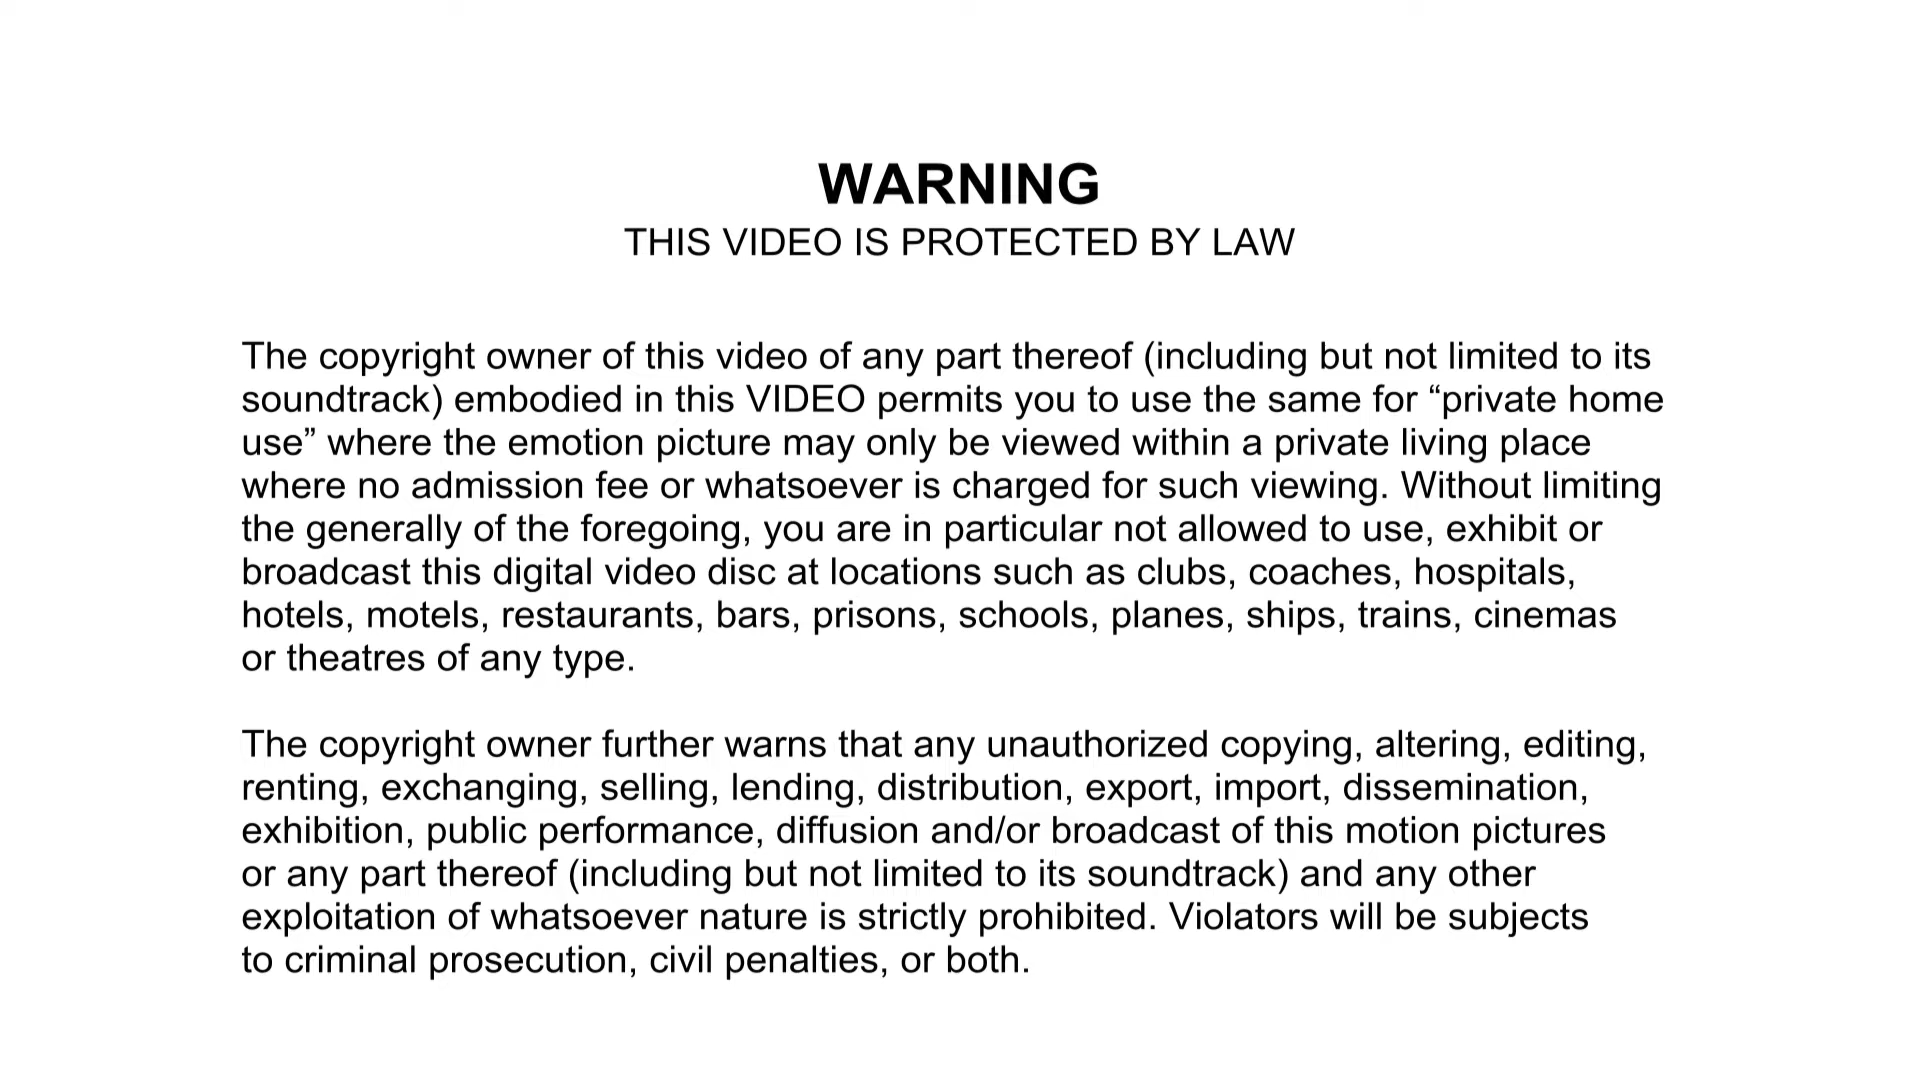 WARNING
THIS VIDEO IS PROTECTED BY LAW
The copyright owner of this video of any part thereof (including but not limited to its
soundtrack) embodied in this VIDEO permits you to use the same for “private home
use” where the emotion picture may only be viewed within a private living place
where no admission fee or whatsoever is charged for such viewing. Without limiting
the generally of the foregoing, you are in particular not allowed to use, exhibit or
broadcast this digital video disc at locations such as clubs, coaches, hospitals,
hotels, motels, restaurants, bars, prisons, schools, planes, ships, trains, cinemas
or theatres of any type.
The copyright owner further warns that any unauthorized copying, altering, editing,
renting, exchanging, selling, lending, distribution, export, import, dissemination,
exhibition, public performance, diffusion and/or broadcast of this motion pictures
or any part thereof (including but not limited to its soundtrack) and any other
exploitation of whatsoever nature is strictly prohibited. Violators will be subjects
to criminal prosecution, civil penalties, or both.